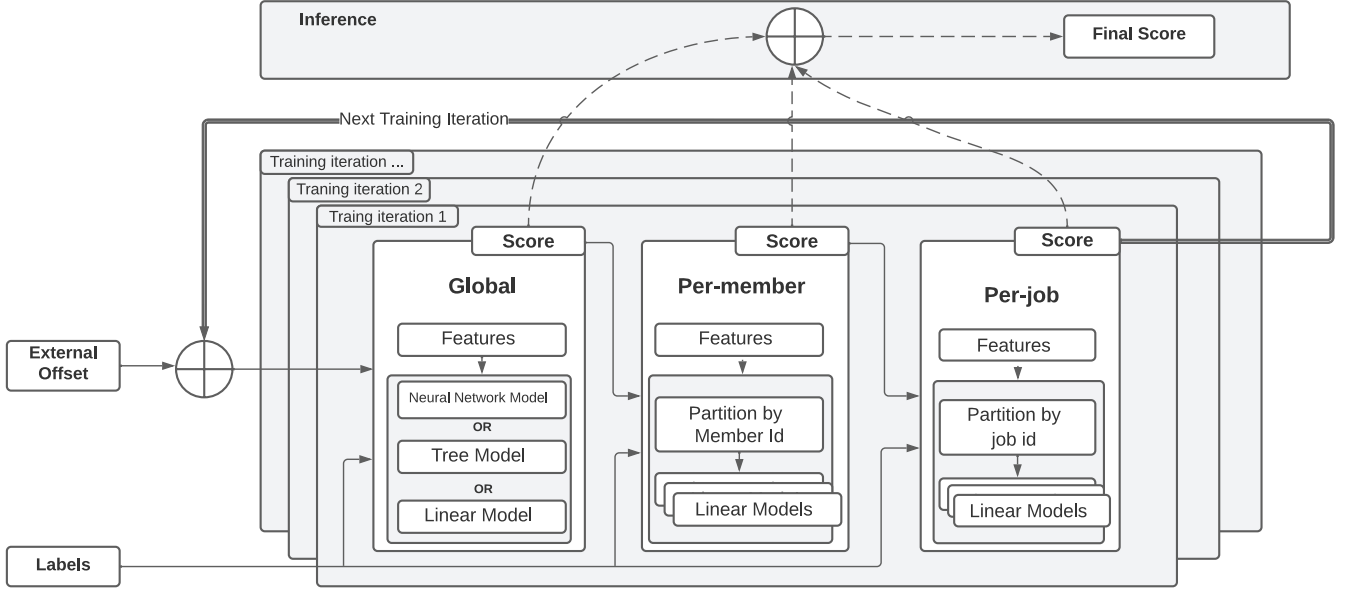 Inference
Final Score
Next Training Iteration
Training iteration ...
Traning iteration 2
Traing iteration 1
Score
Score
Score
Global
Per-member
Per-job
Features
Features
Features
External
Offset
Neural Network Model
OR
Tree Model
OR
Linear Model
Partition by
Member Id
Linear Models
Partition by
job id
Linear Models
Labels